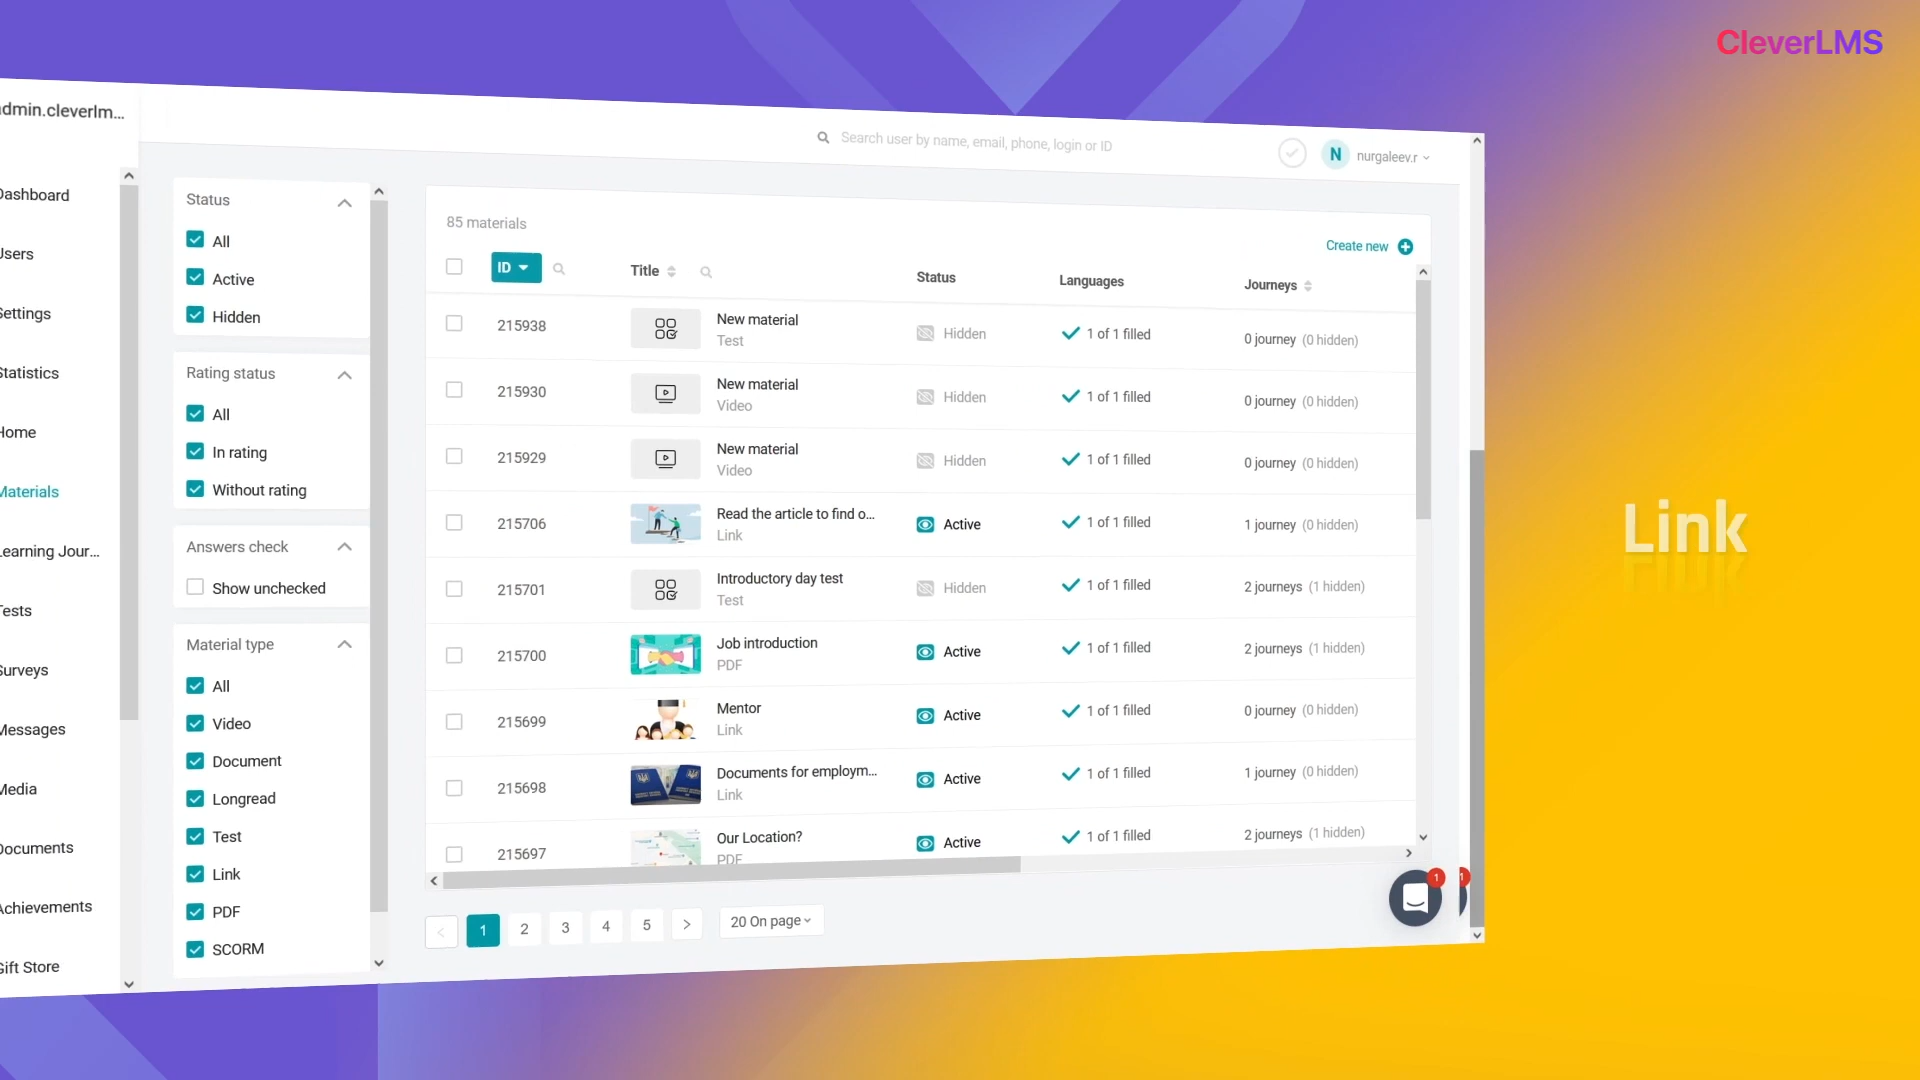 CleverLMS
admin.cleverlm...
Search user by name, email, phone, login or ID
N nurgaleev.r
Dashboard
Users
Settings
Statistics
Home
Materials
Learning Jour...
Tests
Surveys
Messages
Media
Documents
Achievements
Gift Store
Status
All
Active
Hidden
Rating status
All
In rating
Without rating
Answers check
Show unchecked
Material type
All
Video
Document
Longread
Test
Link
PDF
SCORM
85 materials
Create new
ID Title Status Languages Journeys
215938 New material Hidden 1 of 1 filled 0 journey (0 hidden)
Test
215930 New material Hidden 1 of 1 filled 0 journey (0 hidden)
Video
215929 New material Hidden 1 of 1 filled 0 journey (0 hidden)
Video
215706 Read the article to find o... Active 1 of 1 filled 1 journey (0 hidden)
Link
215701 Introductory day test Hidden 1 of 1 filled 2 journeys (1 hidden)
Test
215700 Job introduction Active 1 of 1 filled 2 journeys (1 hidden)
PDF
215699 Mentor Active 1 of 1 filled 0 journey (0 hidden)
Link
215698 Documents for employm... Active 1 of 1 filled 1 journey (0 hidden)
Link
215697 Our Location? Active 1 of 1 filled 2 journeys (1 hidden)
PDF
1 2 3 4 5 20 On page
1 1
Link